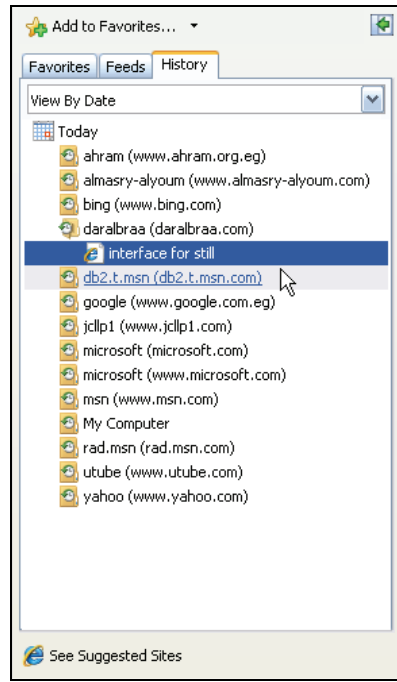 Add to Favorites...
Favorites Feeds History
View By Date
Today
ahram (www.ahram.org.eg)
almasry-alyoum (www.almasry-alyoum.com)
bing (www.bing.com)
daralbraa (daralbraa.com)
interface for still
db2.t.msn (db2.t.msn.com)
google (www.google.com.eg)
jcllp1 (www.jcllp1.com)
microsoft (microsoft.com)
microsoft (www.microsoft.com)
msn (www.msn.com)
My Computer
rad.msn (rad.msn.com)
utube (www.utube.com)
yahoo (www.yahoo.com)
See Suggested Sites